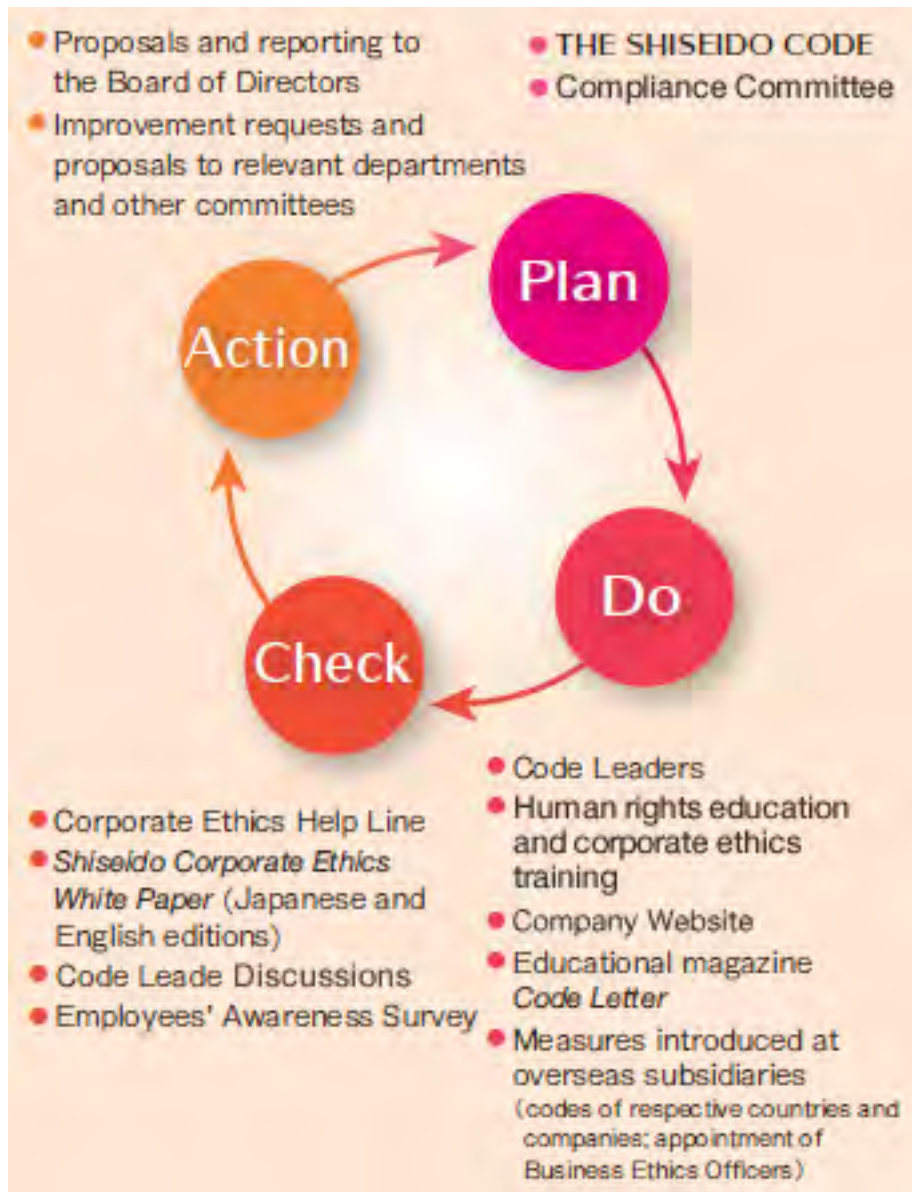 ● Proposals and reporting to
the Board of Directors
● Improvement requests and
proposals to relevant departments
and other committees
● THE SHISEIDO CODE
● Compliance Committee
Plan
Action
Do
Check
● Code Leaders
● Human rights education
and corporate ethics
training
● Company Website
● Educational magazine
Code Letter
● Measures introduced at
overseas subsidiaries
(codes of respective countries and
companies; appointment of
Business Ethics Officers)
● Corporate Ethics Help Line
● Shiseido Corporate Ethics
White Paper (Japanese and
English editions)
● Code Leade Discussions
● Employees' Awareness Survey